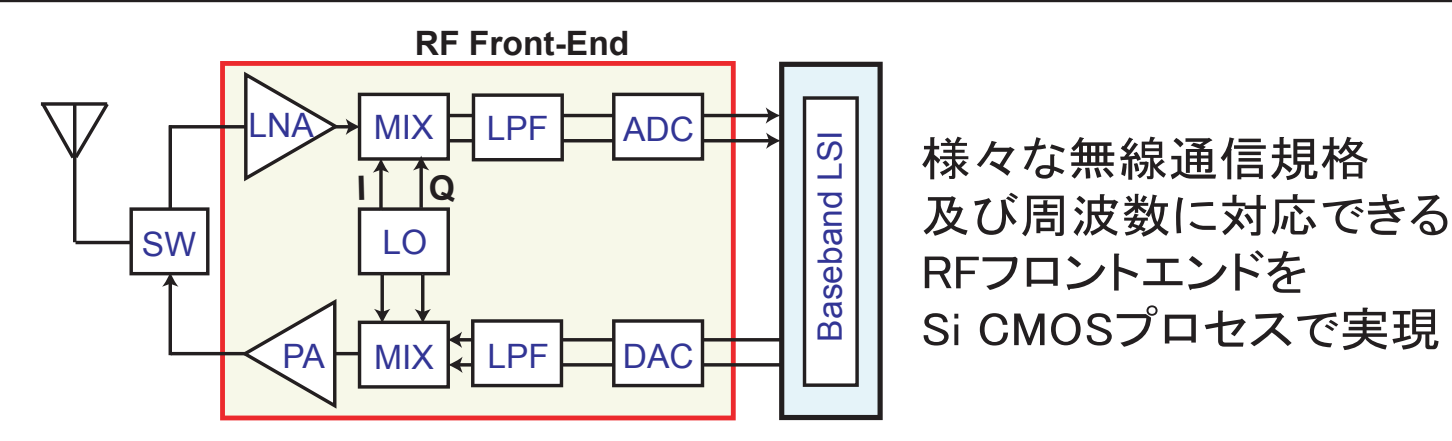 RF Front-End
LNA
MIX
LPF
ADC
I
Q
SW
LO
PA
MIX
LPF
DAC
Baseband LSI
様々な無線通信規格
及び周波数に対応できる
RFフロントエンドを
Si CMOSプロセスで実現